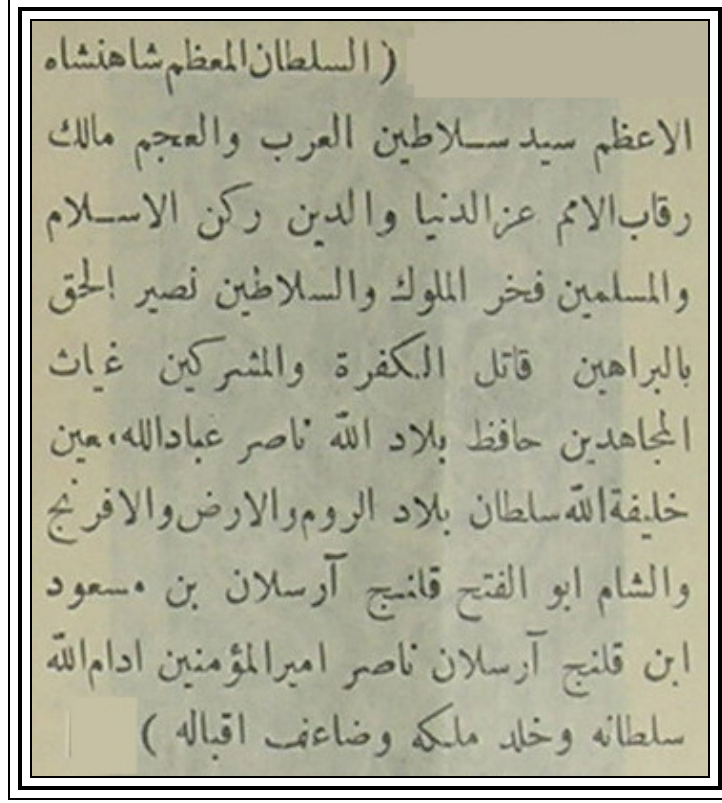 (السلطان المعظم شاهنشاه
الاعظم سيد سلاطين العرب والعجم مالك
رقاب الامم عز الدنيا والدين ركن الاسلام
والمسلمين فخر الملوك والسلاطين نصير الحق
بالبراهين قاتل الكفرة والمشركين غياث
المجاهدين حافظ بلاد الله ناصر عباد الله معين
خليفة الله سلطان بلاد الروم والارض والافرنج
والشام ابو الفتح قلنج آرسلان بن مسعود
ابن قلنج آرسلان ناصر امير المؤمنين ادام الله
سلطانه وخلد ملكه وضاعف اقباله)